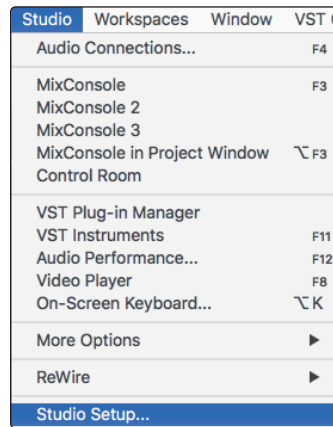 Studio Workspaces Window VST
Audio Connections... F4
MixConsole F3
MixConsole 2
MixConsole 3
MixConsole in Project Window ⌥ F3
Control Room
VST Plug-in Manager
VST Instruments F11
Audio Performance... F12
Video Player F8
On-Screen Keyboard... ⌥ K
More Options ▶
ReWire ▶
Studio Setup...